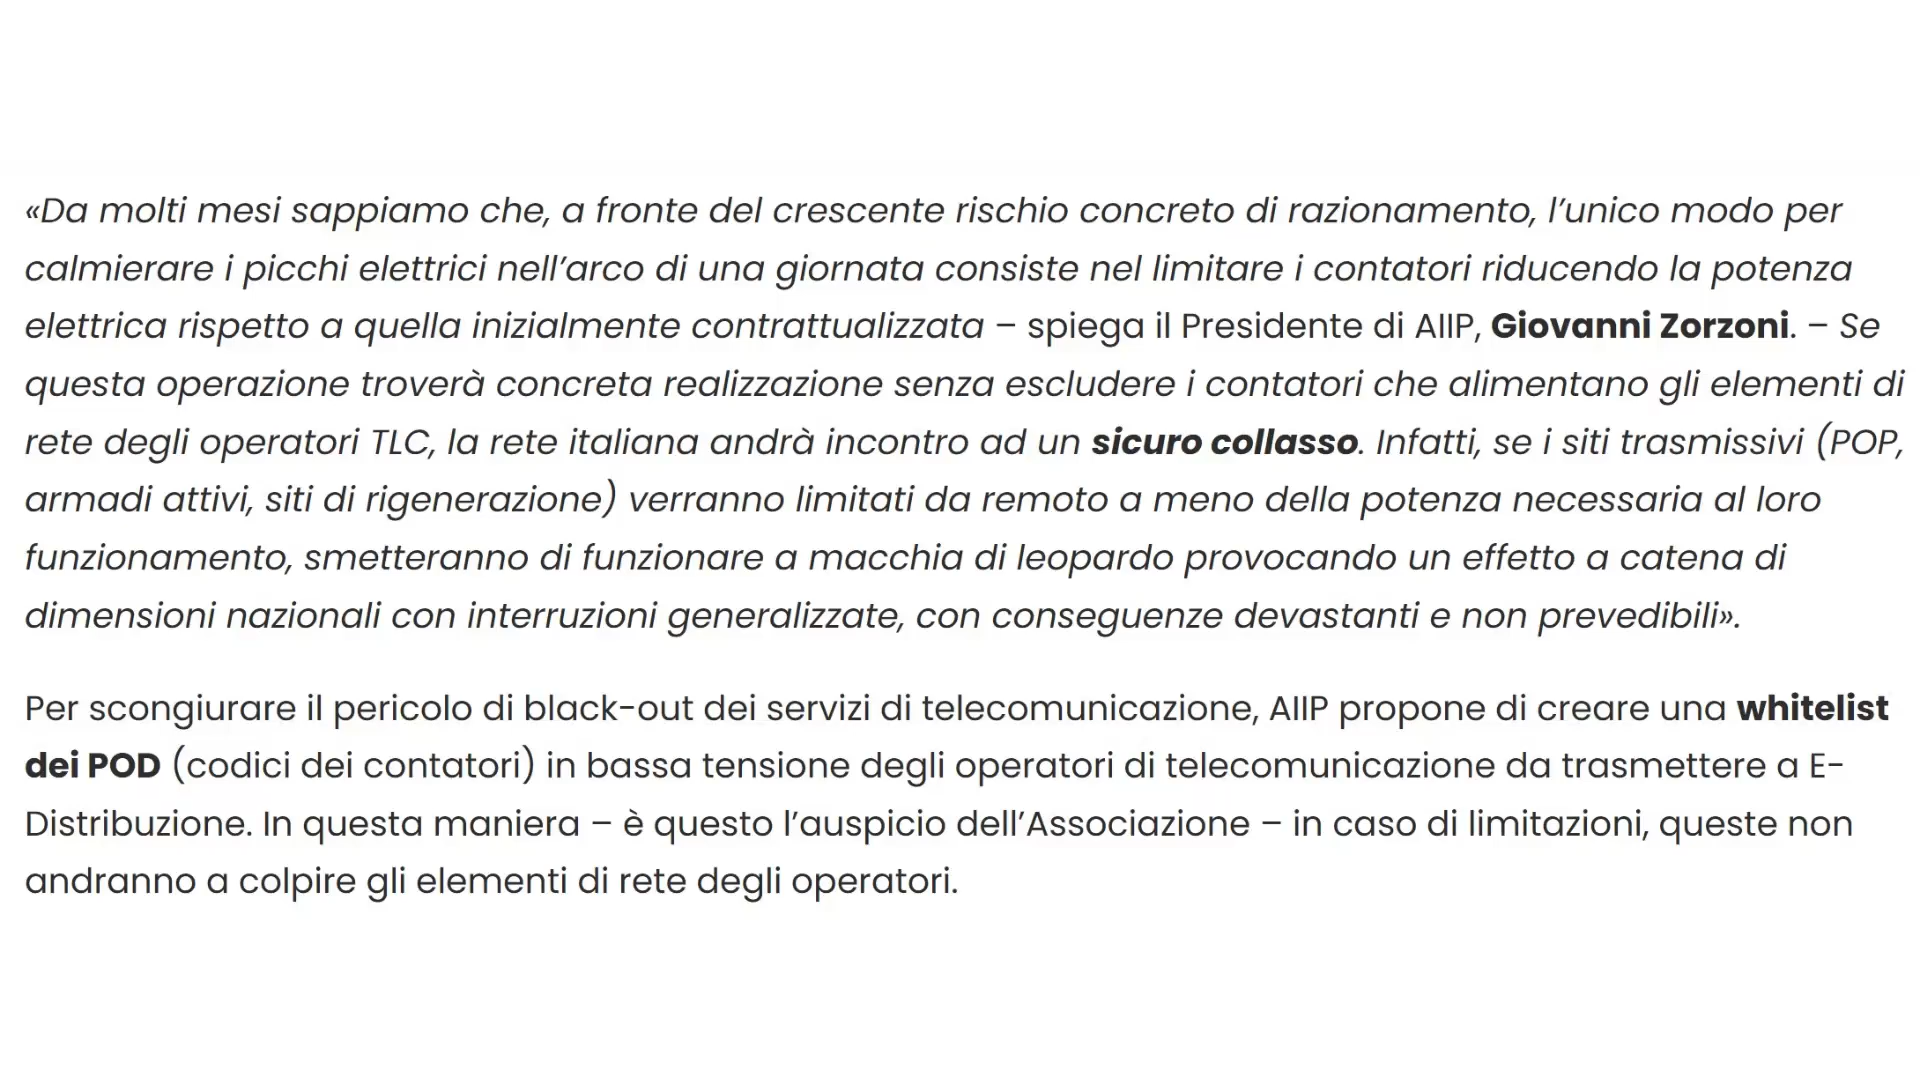 «Da molti mesi sappiamo che, a fronte del crescente rischio concreto di razionamento, l’unico modo per
calmierare i picchi elettrici nell’arco di una giornata consiste nel limitare i contatori riducendo la potenza
elettrica rispetto a quella inizialmente contrattualizzata – spiega il Presidente di AIIP, Giovanni Zorzoni. – Se
questa operazione troverà concreta realizzazione senza escludere i contatori che alimentano gli elementi di
rete degli operatori TLC, la rete italiana andrà incontro ad un sicuro collasso. Infatti, se i siti trasmissivi (POP,
armadi attivi, siti di rigenerazione) verranno limitati da remoto a meno della potenza necessaria al loro
funzionamento, smetteranno di funzionare a macchia di leopardo provocando un effetto a catena di
dimensioni nazionali con interruzioni generalizzate, con conseguenze devastanti e non prevedibili».
Per scongiurare il pericolo di black-out dei servizi di telecomunicazione, AIIP propone di creare una whitelist
dei POD (codici dei contatori) in bassa tensione degli operatori di telecomunicazione da trasmettere a E-
Distribuzione. In questa maniera – è questo l’auspicio dell’Associazione – in caso di limitazioni, queste non
andranno a colpire gli elementi di rete degli operatori.